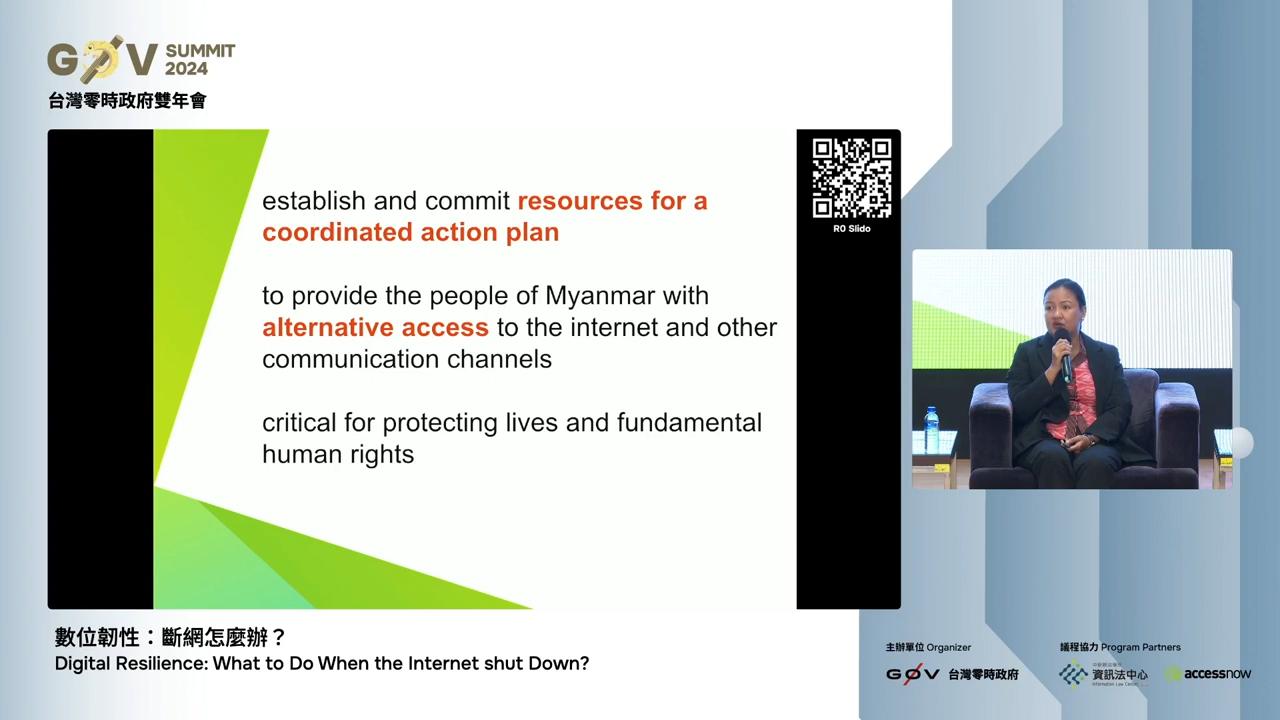 G0V SUMMIT 2024
台灣零時政府雙年會
establish and commit resources for a
coordinated action plan
to provide the people of Myanmar with
alternative access to the internet and other
communication channels
critical for protecting lives and fundamental
human rights
R0 Slido
數位韌性：斷網怎麼辦？
Digital Resilience: What to Do When the Internet shut Down?
主辦單位 Organizer
G0V 台灣零時政府
議程協力 Program Partners
資訊法中心
Information Law Center
accessnow